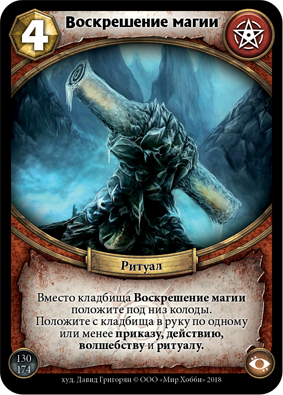 4
Воскрешение магии
Ритуал
Вместо кладбища Воскрешение магии
положите под низ колоды.
Положите с кладбища в руку по одному
или менее приказу, действию,
волшебству и ритуалу.
130
174
худ. Давид Григорян © ООО «Мир Хобби» 2018